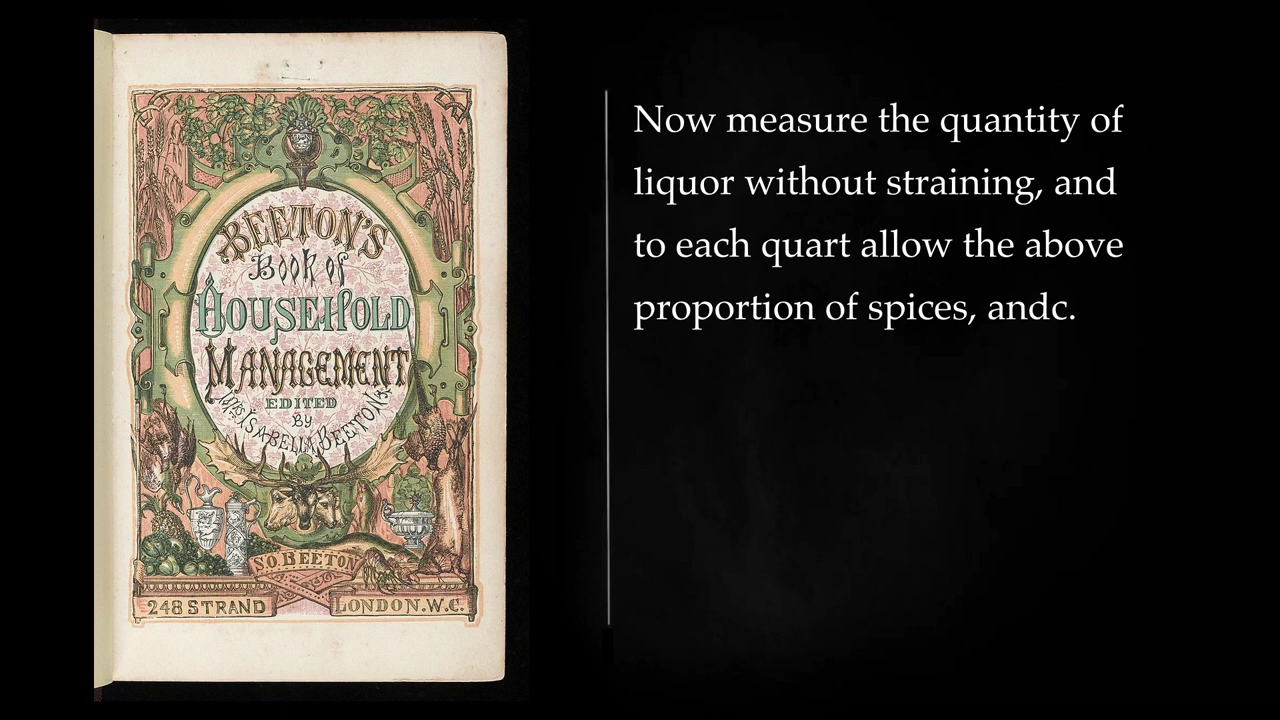 BEETON'S
Book of
HOUSEHOLD
MANAGEMENT
EDITED
BY
MRS ISABELLA BEETON
S.O. BEETON
248 STRAND
LONDON. W.C.
Now measure the quantity of
liquor without straining, and
to each quart allow the above
proportion of spices, andc.